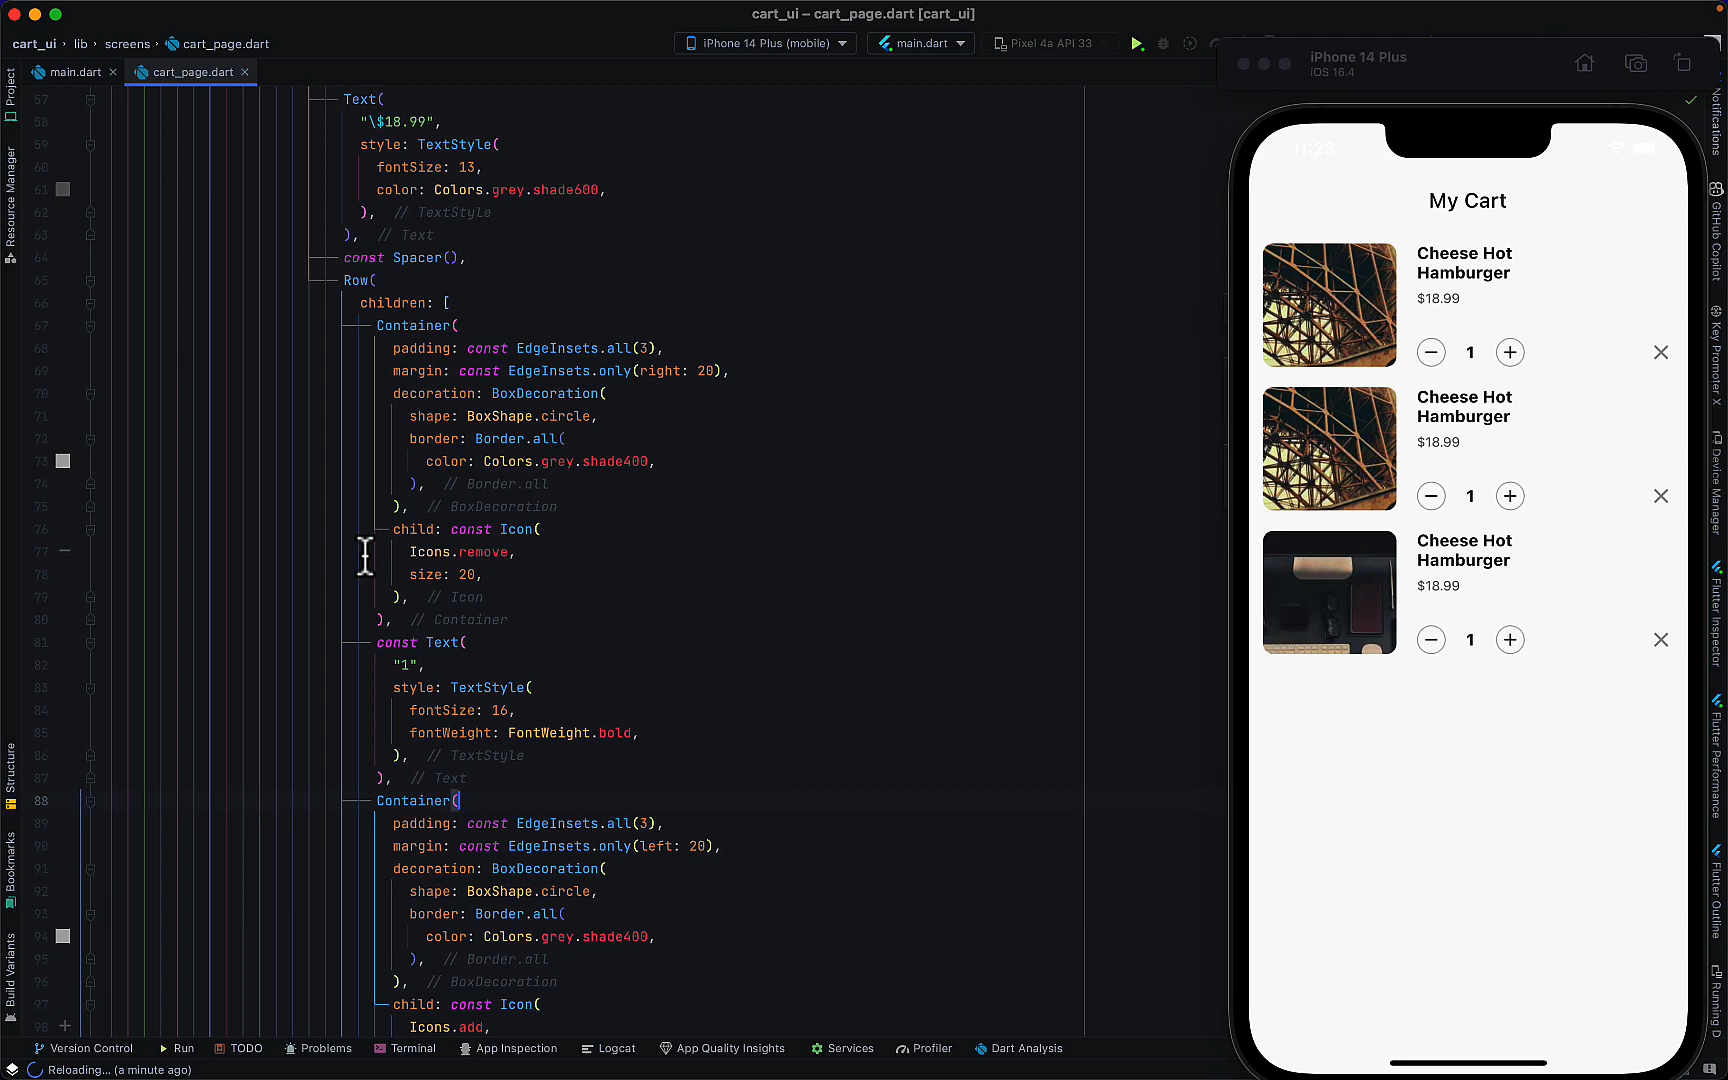 cart_ui – cart_page.dart [cart_ui]
cart_ui › lib › screens › cart_page.dart
iPhone 14 Plus (mobile)
main.dart
Pixel 4a API 33
main.dart
cart_page.dart
57 Text(
58 "\$18.99",
59 style: TextStyle(
60 fontSize: 13,
61 color: Colors.grey.shade600,
62 ), // TextStyle
63 ), // Text
64 const Spacer(),
65 Row(
66 children: [
67 Container(
68 padding: const EdgeInsets.all(3),
69 margin: const EdgeInsets.only(right: 20),
70 decoration: BoxDecoration(
71 shape: BoxShape.circle,
72 border: Border.all(
73 color: Colors.grey.shade400,
74 ), // Border.all
75 ), // BoxDecoration
76 child: const Icon(
77 Icons.remove,
78 size: 20,
79 ), // Icon
80 ), // Container
81 const Text(
82 "1",
83 style: TextStyle(
84 fontSize: 16,
85 fontWeight: FontWeight.bold,
86 ), // TextStyle
87 ), // Text
88 Container(
89 padding: const EdgeInsets.all(3),
90 margin: const EdgeInsets.only(left: 20),
91 decoration: BoxDecoration(
92 shape: BoxShape.circle,
93 border: Border.all(
94 color: Colors.grey.shade400,
95 ), // Border.all
96 ), // BoxDecoration
97 child: const Icon(
98 Icons.add,
Project
Resource Manager
Structure
Bookmarks
Build Variants
iPhone 14 Plus
iOS 16.4
11:23
My Cart
Cheese Hot
Hamburger
$18.99
1
Cheese Hot
Hamburger
$18.99
1
Cheese Hot
Hamburger
$18.99
1
Notifications
GitHub Copilot
Key Promoter X
Device Manager
Flutter Inspector
Flutter Performance
Flutter Outline
Running D
Version Control
Run
TODO
Problems
Terminal
App Inspection
Logcat
App Quality Insights
Services
Profiler
Dart Analysis
Reloading... (a minute ago)